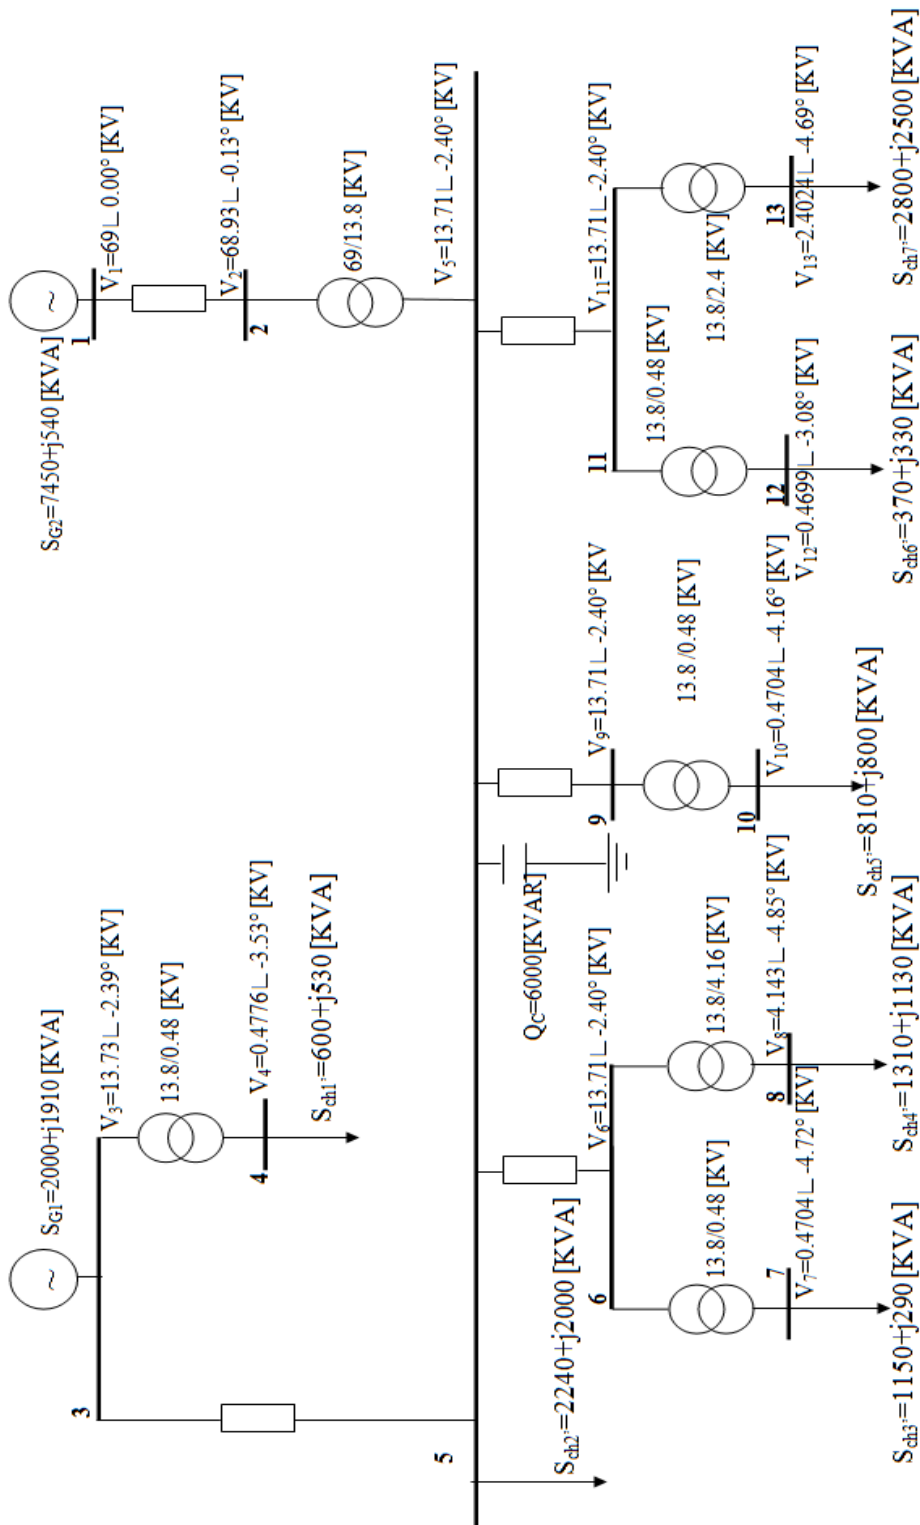 S_G1=2000+j1910 [KVA]
3
V_3=13.73∟-2.39° [KV]
13.8/0.48 [KV]
4
V_4=0.4776∟-3.53° [KV]
S_ch1'=600+j530 [KVA]
S_G2=7450+j540 [KVA]
~
~
1
V_1=69∟0.00° [KV]
2
V_2=68.93∟-0.13° [KV]
69/13.8 [KV]
5
V_5=13.71∟-2.40° [KV]
S_ch2'=2240+j2000 [KVA]
Q_C=6000[KVAR]
6
V_6=13.71∟-2.40° [KV]
13.8/0.48 [KV]
13.8/4.16 [KV]
7
V_7=0.4704∟-4.72° [KV]
8
V_8=4.143∟-4.85° [KV]
S_ch3'=1150+j290 [KVA]
S_ch4'=1310+j1130 [KVA]
9
V_9=13.71∟-2.40° [KV
13.8 /0.48 [KV]
10
V_10=0.4704∟-4.16° [KV]
S_ch5'=810+j800 [KVA]
11
V_11=13.71∟-2.40° [KV]
13.8/0.48 [KV]
13.8/2.4 [KV]
12
V_12=0.4699∟-3.08° [KV]
13
V_13=2.4024∟-4.69° [KV]
S_ch6'=370+j330 [KVA]
S_ch7'=2800+j2500 [KVA]